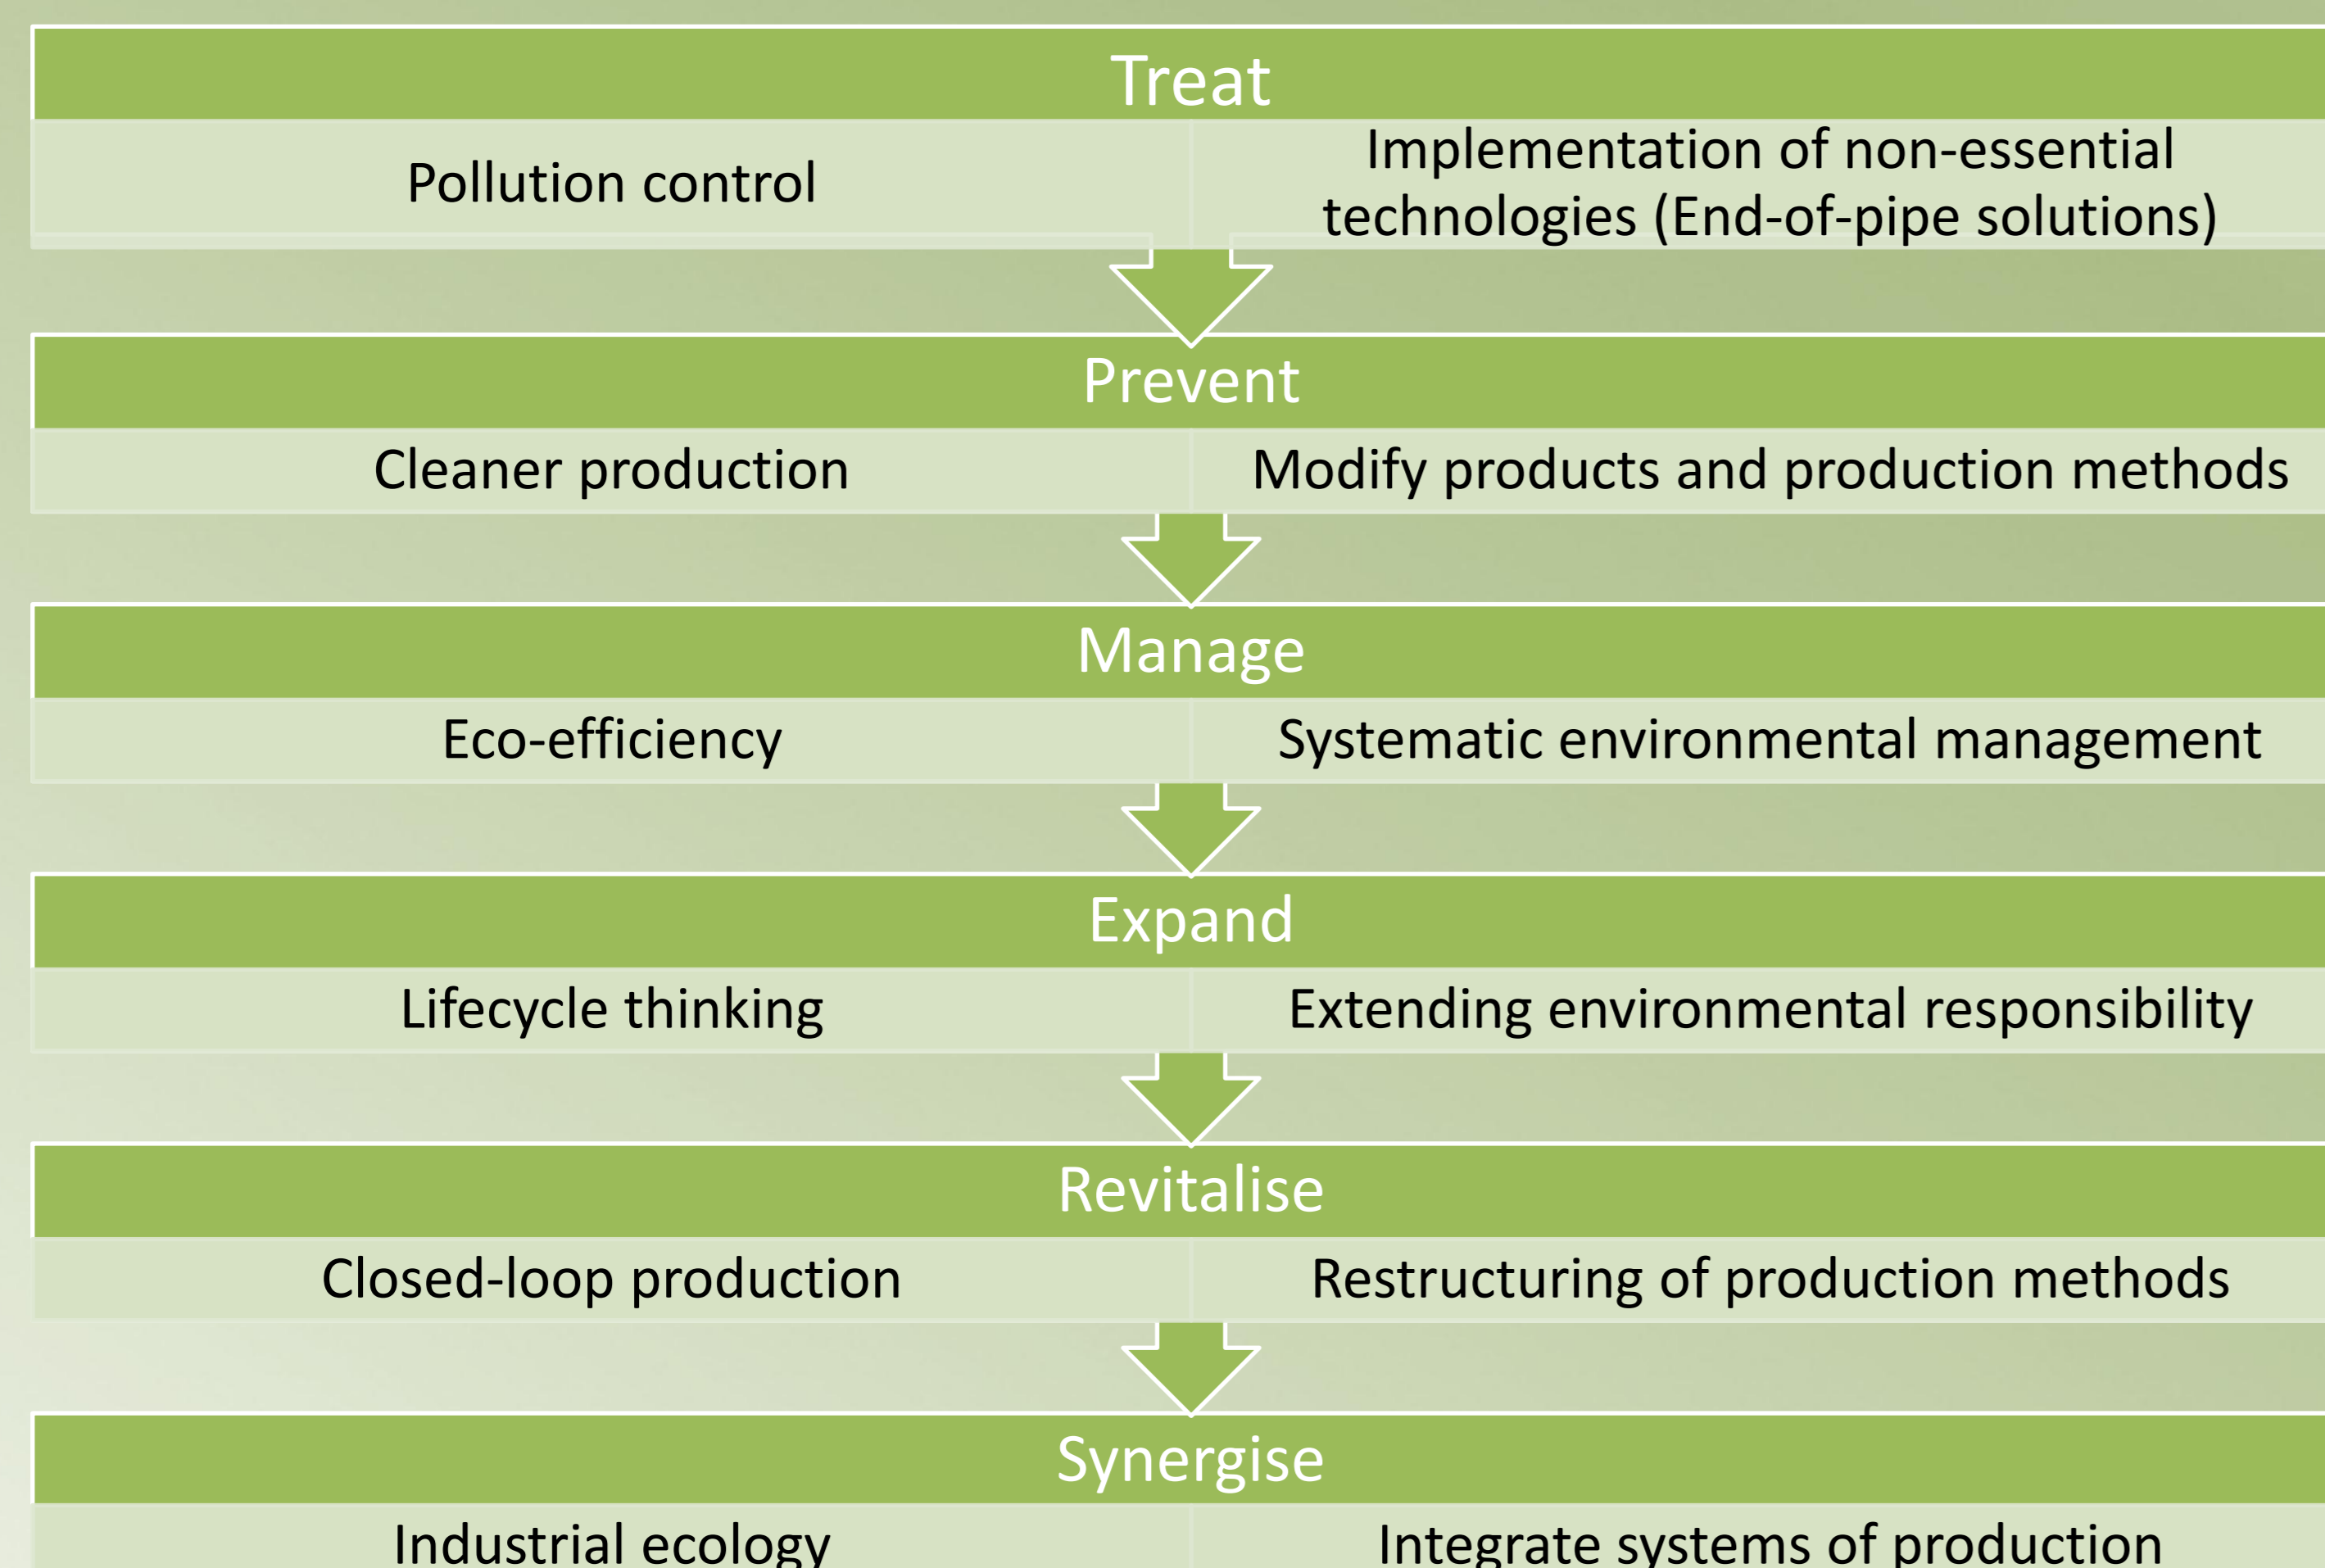 Treat
Pollution control
Implementation of non-essential
technologies (End-of-pipe solutions)
Prevent
Cleaner production
Modify products and production methods
Manage
Eco-efficiency
Systematic environmental management
Expand
Lifecycle thinking
Extending environmental responsibility
Revitalise
Closed-loop production
Restructuring of production methods
Synergise
Industrial ecology
Integrate systems of production